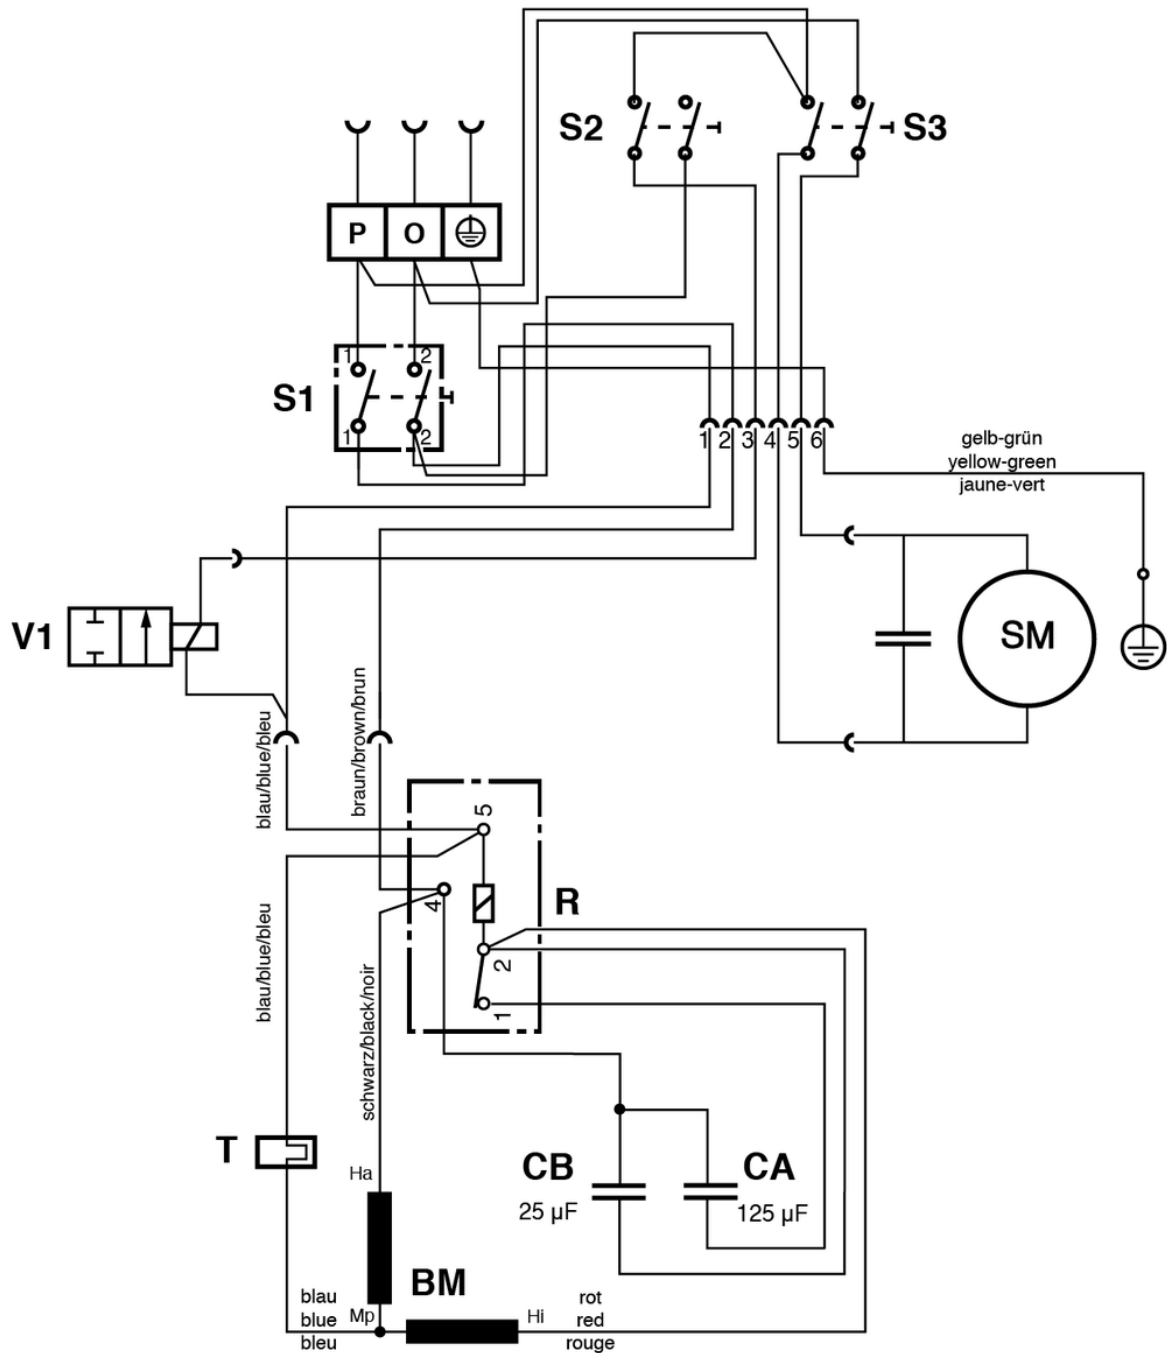 S2
S3
P
O
1
2
S1
1
2
1
2
3
4
5
6
gelb-grün
yellow-green
jaune-vert
V1
SM
blau/blue/bleu
braun/brown/brun
5
4
R
2
1
blau/blue/bleu
schwarz/black/noir
T
Ha
CB
25 µF
CA
125 µF
BM
blau
blue
bleu
Mp
Hi
rot
red
rouge